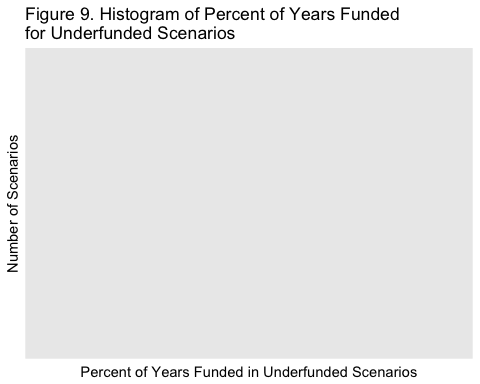 Figure 9. Histogram of Percent of Years Funded
for Underfunded Scenarios
Number of Scenarios
Percent of Years Funded in Underfunded Scenarios